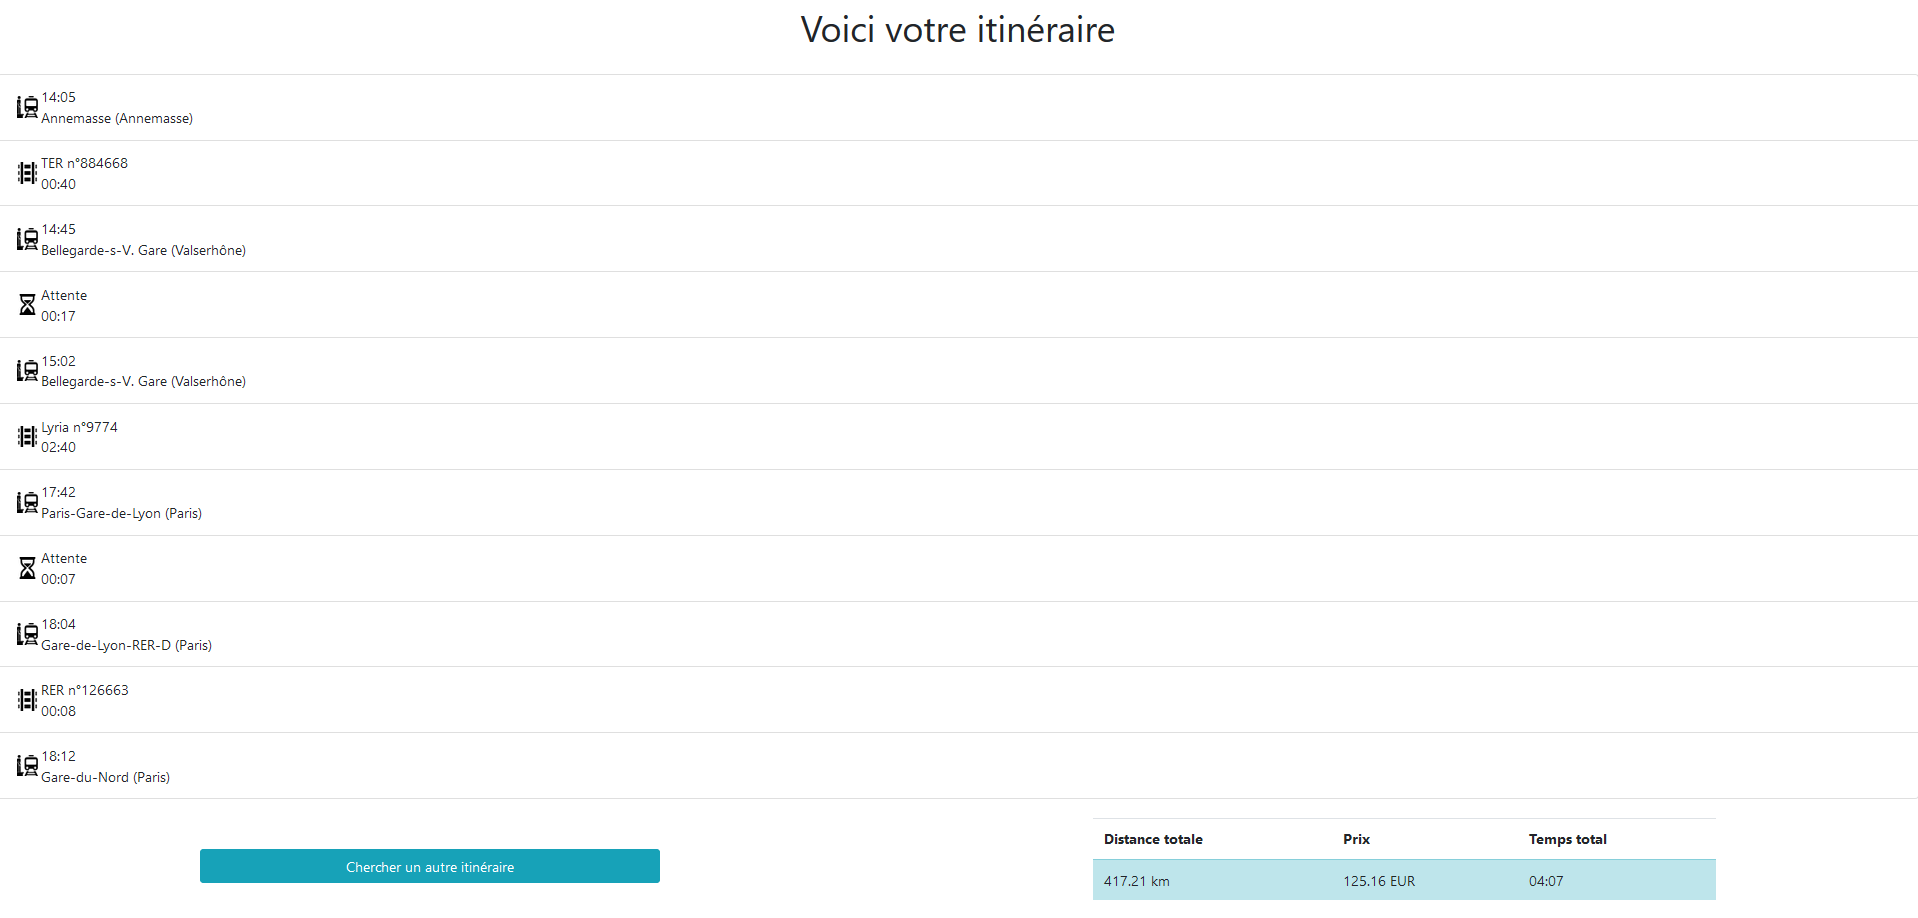 Voici votre itinéraire
14:05
Annemasse (Annemasse)
TER n°884668
00:40
14:45
Bellegarde-s-V. Gare (Valserhône)
Attente
00:17
15:02
Bellegarde-s-V. Gare (Valserhône)
Lyria n°9774
02:40
17:42
Paris-Gare-de-Lyon (Paris)
Attente
00:07
18:04
Gare-de-Lyon-RER-D (Paris)
RER n°126663
00:08
18:12
Gare-du-Nord (Paris)
Chercher un autre itinéraire
Distance totale Prix Temps total
417.21 km 125.16 EUR 04:07